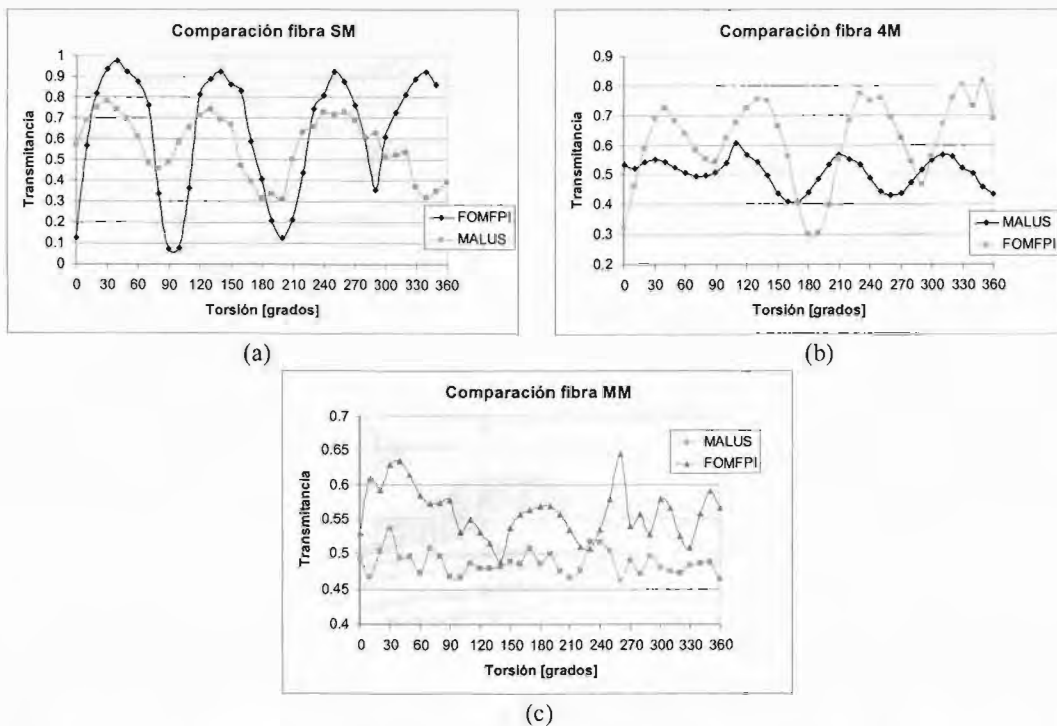 Comparación fibra SM
Transmitancia
1
0.9
0.8
0.7
0.6
0.5
0.4
0.3
0.2
0.1
0
0 30 60 90 120 150 180 210 240 270 300 330 360
Torsión [grados]
FOMFPI
MALUS
(a)
Comparación fibra 4M
Transmitancia
0.9
0.8
0.7
0.6
0.5
0.4
0.3
0.2
0 30 60 90 120 150 180 210 240 270 300 330 360
Torsión [grados]
MALUS
FOMFPI
(b)
Comparación fibra MM
Transmitancia
0.7
0.65
0.6
0.55
0.5
0.45
0.4
0 30 60 90 120 150 180 210 240 270 300 330 360
Torsión [grados]
MALUS
FOMFPI
(c)